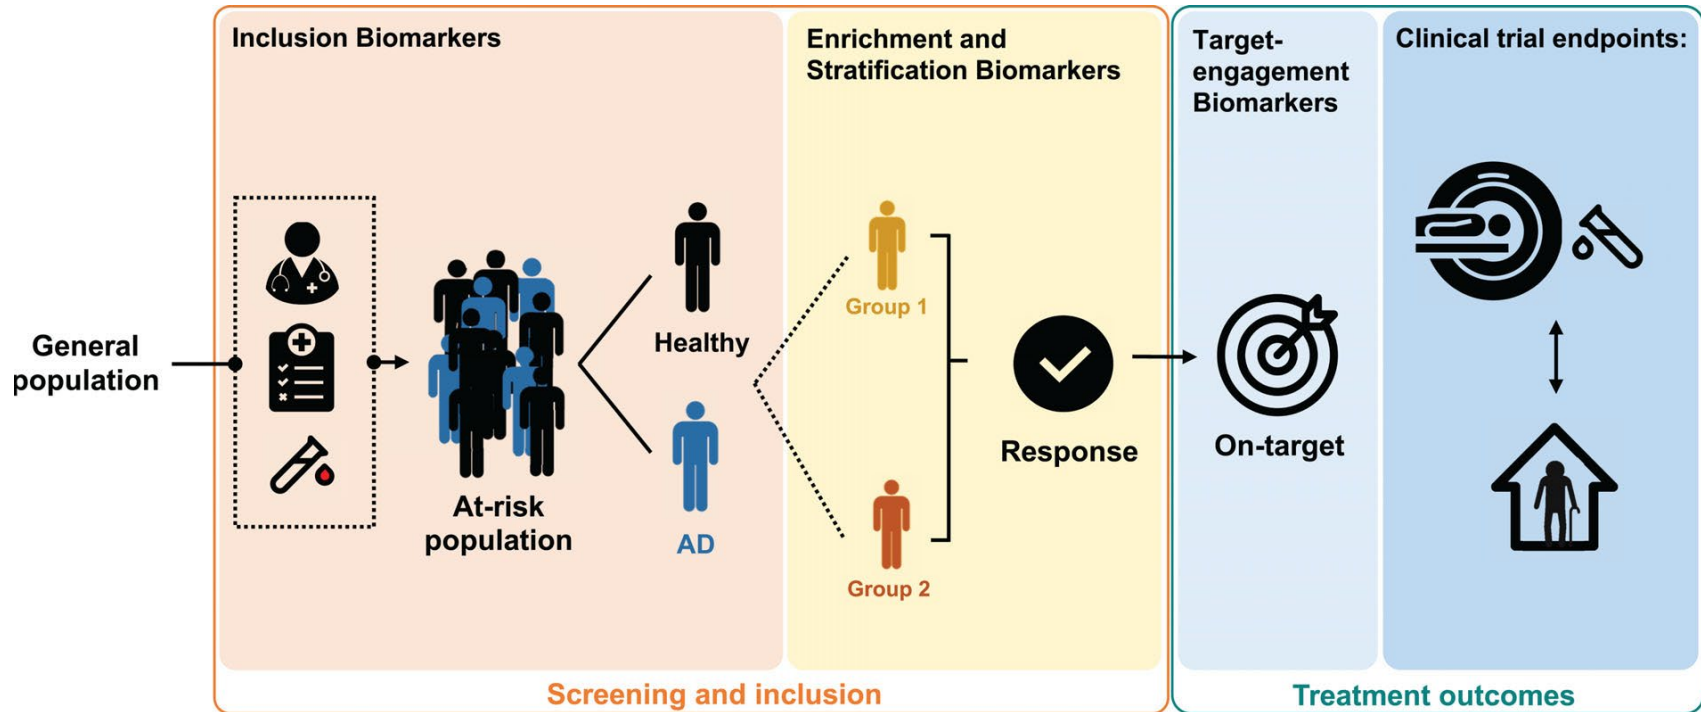 Inclusion Biomarkers
Enrichment and
Stratification Biomarkers
Target-
engagement
Biomarkers
Clinical trial endpoints:
General
population
At-risk
population
Healthy
AD
Group 1
Group 2
Response
On-target
Screening and inclusion
Treatment outcomes